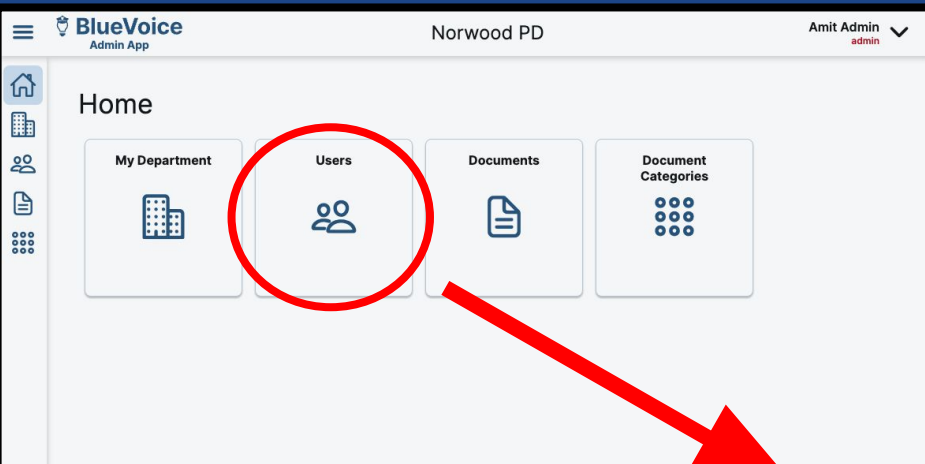 BlueVoice
Admin App
Norwood PD
Amit Admin
admin
Home
My Department
Users
Documents
Document
Categories